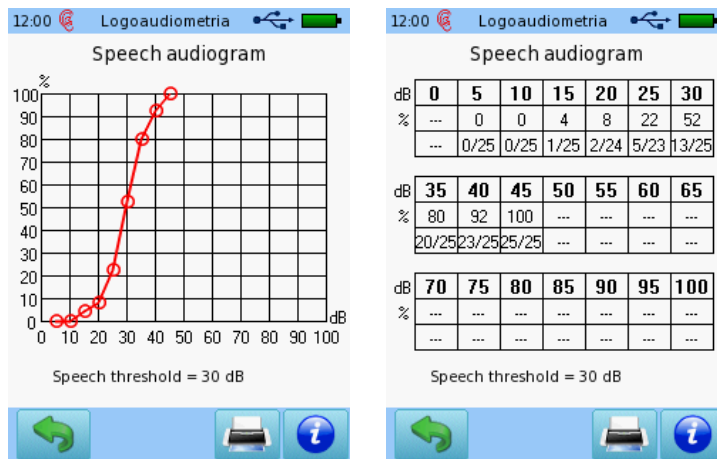 12:00 Logoaudiometria
Speech audiogram
%
100
90
80
70
60
50
40
30
20
10
0
dB
0 10 20 30 40 50 60 70 80 90 100
Speech threshold = 30 dB
12:00 Logoaudiometria
Speech audiogram
dB 0 5 10 15 20 25 30
% --- 0 0 4 8 22 52
--- 0/25 0/25 1/25 2/24 5/23 13/25
dB 35 40 45 50 55 60 65
% 80 92 100 --- --- --- ---
20/25 23/25 25/25 --- --- --- ---
dB 70 75 80 85 90 95 100
% --- --- --- --- --- --- ---
--- --- --- --- --- --- ---
Speech threshold = 30 dB
i
i